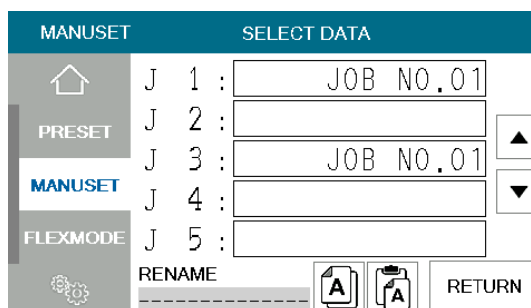 MANUSET SELECT DATA
PRESET
MANUSET
FLEXMODE
J 1 : JOB NO.01
J 2 :
J 3 : JOB NO.01
J 4 :
J 5 :
RENAME
--------------
A
A
RETURN